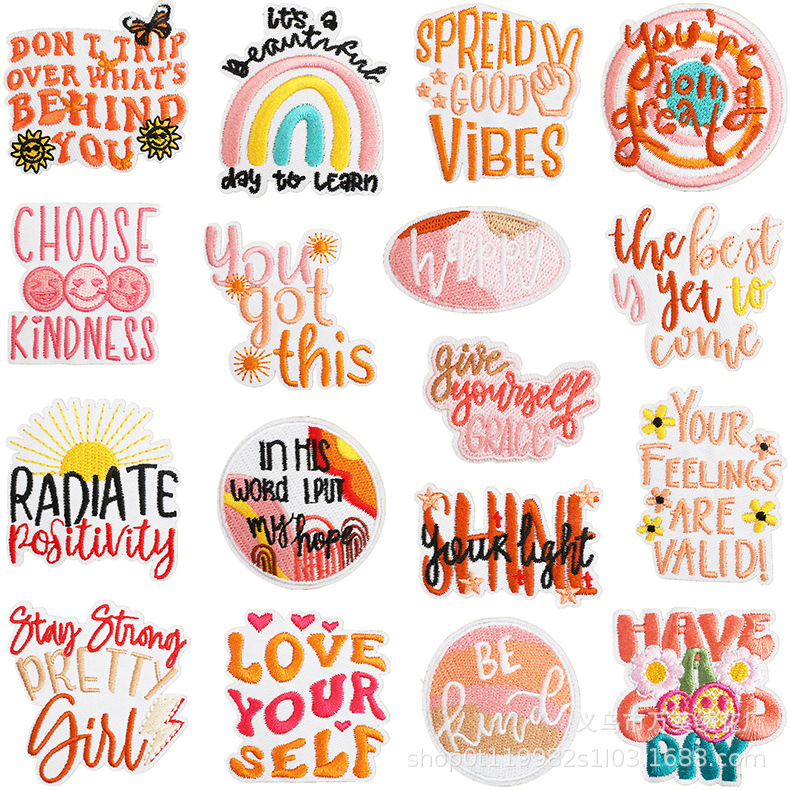 DON'T TRIP
OVER WHAT'S
BEHIND
YOU
it's a
beautiful
day to LEARN
SPREAD
GOOD
ViBES
you're
doing
great
CHOOSE
KiNDNESS
you
got
this
happy
the best
is yet to
come
give
yourself
GRACE
RADIATE
Positivity
IN HIS
WORD I PUT
MY hope
SHINE
your light
YOUR
FEELINGS
ARE
VALID!
Stay Strong
PRETTY
Girl
LOVE
YOUR
SELF
BE
kind
HAVE
A
GOOD
DAY
shop0t119982s1l03.1688.com